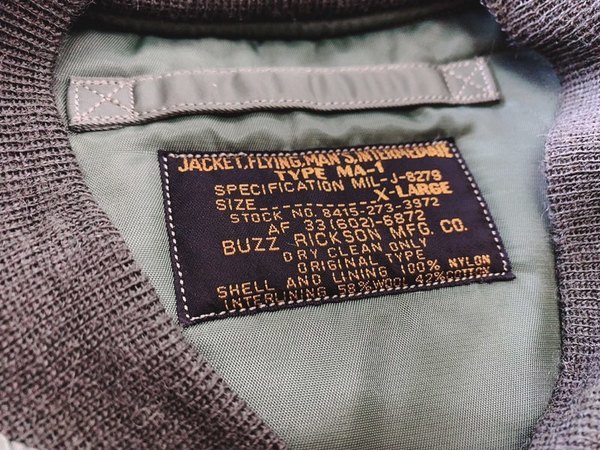 JACKET,FLYING,MAN'S,INTERMEDIATE
TYPE MA-1
SPECIFICATION MIL-J-8279
SIZE X-LARGE
STOCK NO. 8415-273-3972
AF 33(602)-6872
BUZZ RICKSON MFG. CO.
DRY CLEAN ONLY
ORIGINAL TYPE
SHELL AND LINING 100% NYLON
INTERLINING 58% WOOL 42% COTTON